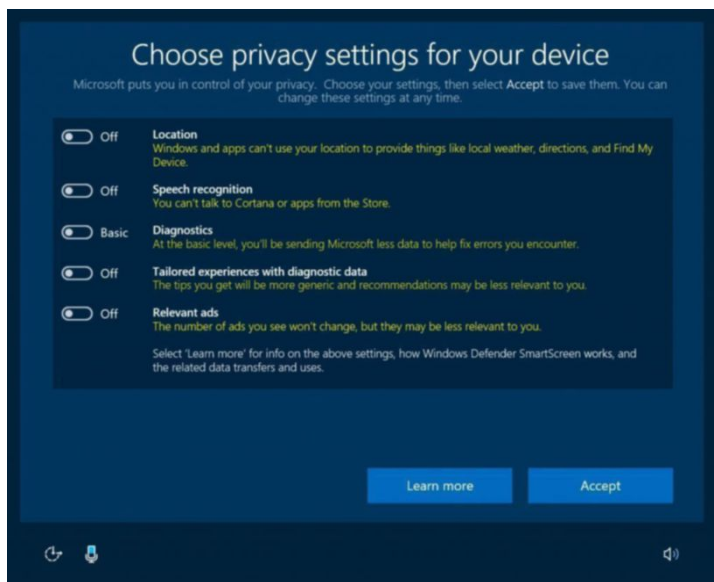 Choose privacy settings for your device
Microsoft puts you in control of your privacy. Choose your settings, then select Accept to save them. You can
change these settings at any time.
Off Location
Windows and apps can't use your location to provide things like local weather, directions, and Find My
Device.
Off Speech recognition
You can't talk to Cortana or apps from the Store.
Basic Diagnostics
At the basic level, you'll be sending Microsoft less data to help fix errors you encounter.
Off Tailored experiences with diagnostic data
The tips you get will be more generic and recommendations may be less relevant to you.
Off Relevant ads
The number of ads you see won't change, but they may be less relevant to you.
Select 'Learn more' for info on the above settings, how Windows Defender SmartScreen works, and
the related data transfers and uses.
Learn more Accept